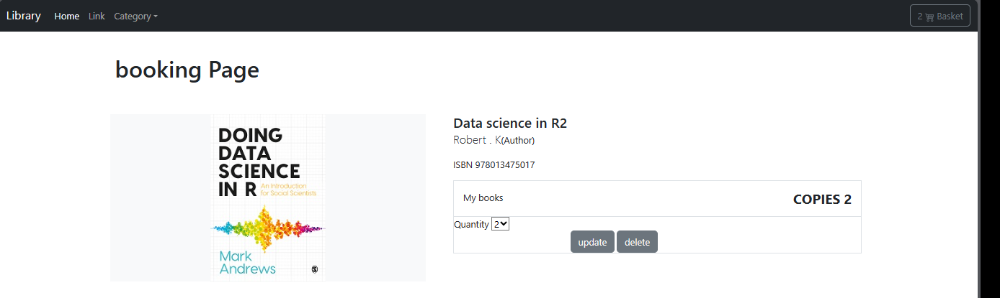 Library Home Link Category 2 Basket
booking Page
DOING
DATA
SCIENCE
IN R An Introduction
for Social Scientists
Mark
Andrews
Data science in R2
Robert . K(Author)
ISBN 978013475017
My books COPIES 2
Quantity 2
update delete